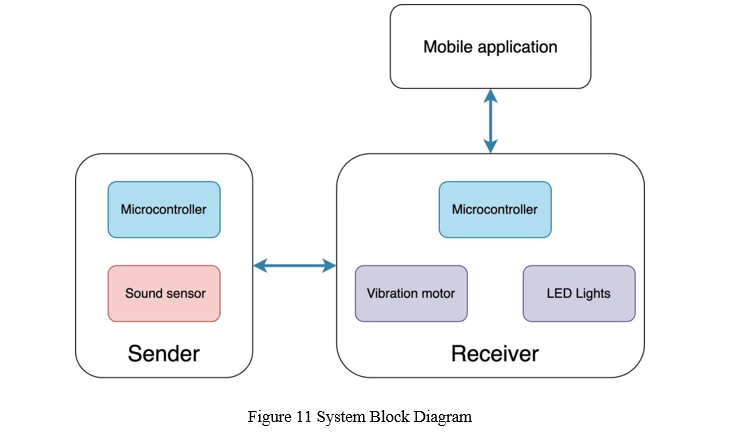 Mobile application
Microcontroller
Sound sensor
Sender
Microcontroller
Vibration motor
LED Lights
Receiver
Figure 11 System Block Diagram